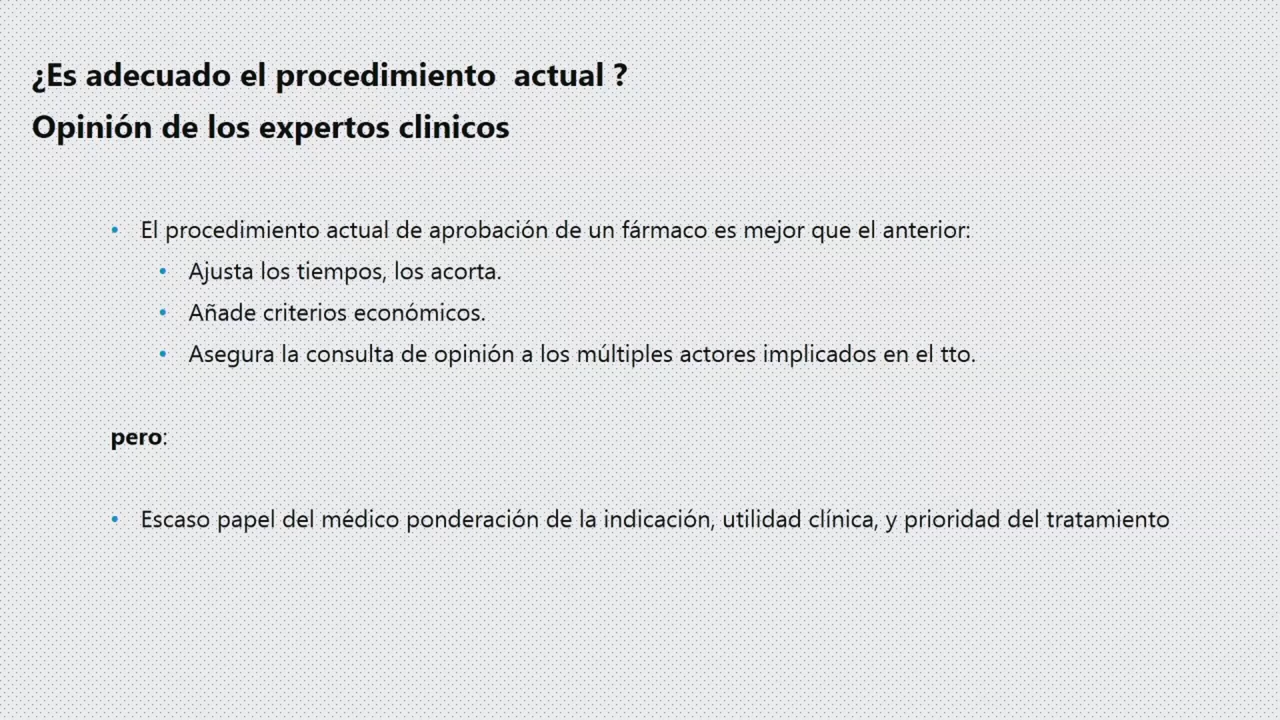 ¿Es adecuado el procedimiento  actual ?
Opinión de los expertos clinicos
• El procedimiento actual de aprobación de un fármaco es mejor que el anterior:
• Ajusta los tiempos, los acorta.
• Añade criterios económicos.
• Asegura la consulta de opinión a los múltiples actores implicados en el tto.
pero:
• Escaso papel del médico ponderación de la indicación, utilidad clínica, y prioridad del tratamiento